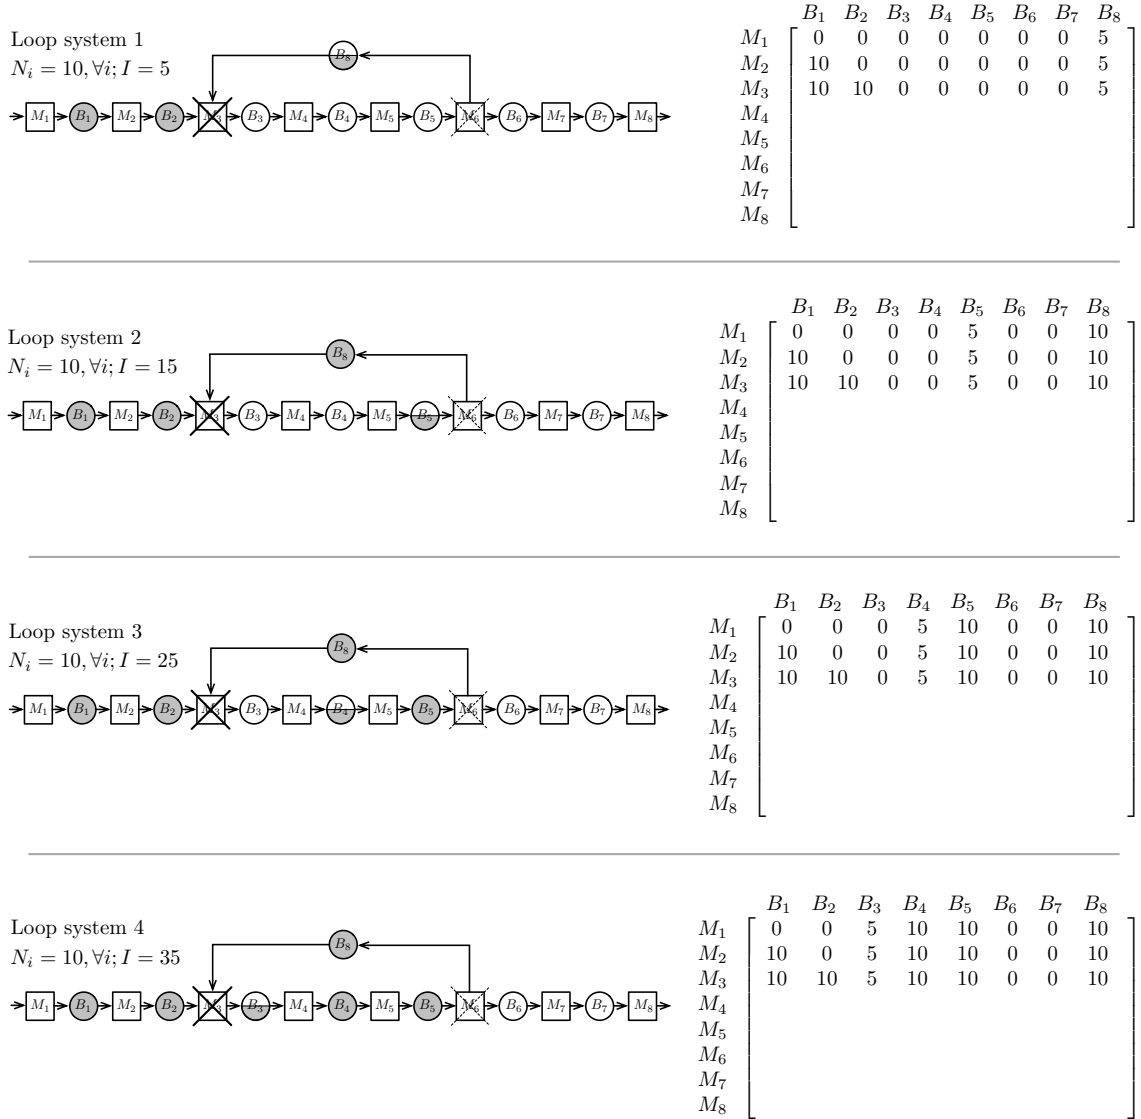 Loop system 1
N_i = 10, ∀i; I = 5
B_8
M_1 B_1 M_2 B_2 M_3 B_3 M_4 B_4 M_5 B_5 M_6 B_6 M_7 B_7 M_8
B_1 B_2 B_3 B_4 B_5 B_6 B_7 B_8
M_1 0 0 0 0 0 0 0 5
M_2 10 0 0 0 0 0 0 5
M_3 10 10 0 0 0 0 0 5
M_4
M_5
M_6
M_7
M_8
Loop system 2
N_i = 10, ∀i; I = 15
B_8
M_1 B_1 M_2 B_2 M_3 B_3 M_4 B_4 M_5 B_5 M_6 B_6 M_7 B_7 M_8
B_1 B_2 B_3 B_4 B_5 B_6 B_7 B_8
M_1 0 0 0 0 5 0 0 10
M_2 10 0 0 0 5 0 0 10
M_3 10 10 0 0 5 0 0 10
M_4
M_5
M_6
M_7
M_8
Loop system 3
N_i = 10, ∀i; I = 25
B_8
M_1 B_1 M_2 B_2 M_3 B_3 M_4 B_4 M_5 B_5 M_6 B_6 M_7 B_7 M_8
B_1 B_2 B_3 B_4 B_5 B_6 B_7 B_8
M_1 0 0 0 5 10 0 0 10
M_2 10 0 0 5 10 0 0 10
M_3 10 10 0 5 10 0 0 10
M_4
M_5
M_6
M_7
M_8
Loop system 4
N_i = 10, ∀i; I = 35
B_8
M_1 B_1 M_2 B_2 M_3 B_3 M_4 B_4 M_5 B_5 M_6 B_6 M_7 B_7 M_8
B_1 B_2 B_3 B_4 B_5 B_6 B_7 B_8
M_1 0 0 5 10 10 0 0 10
M_2 10 0 5 10 10 0 0 10
M_3 10 10 5 10 10 0 0 10
M_4
M_5
M_6
M_7
M_8